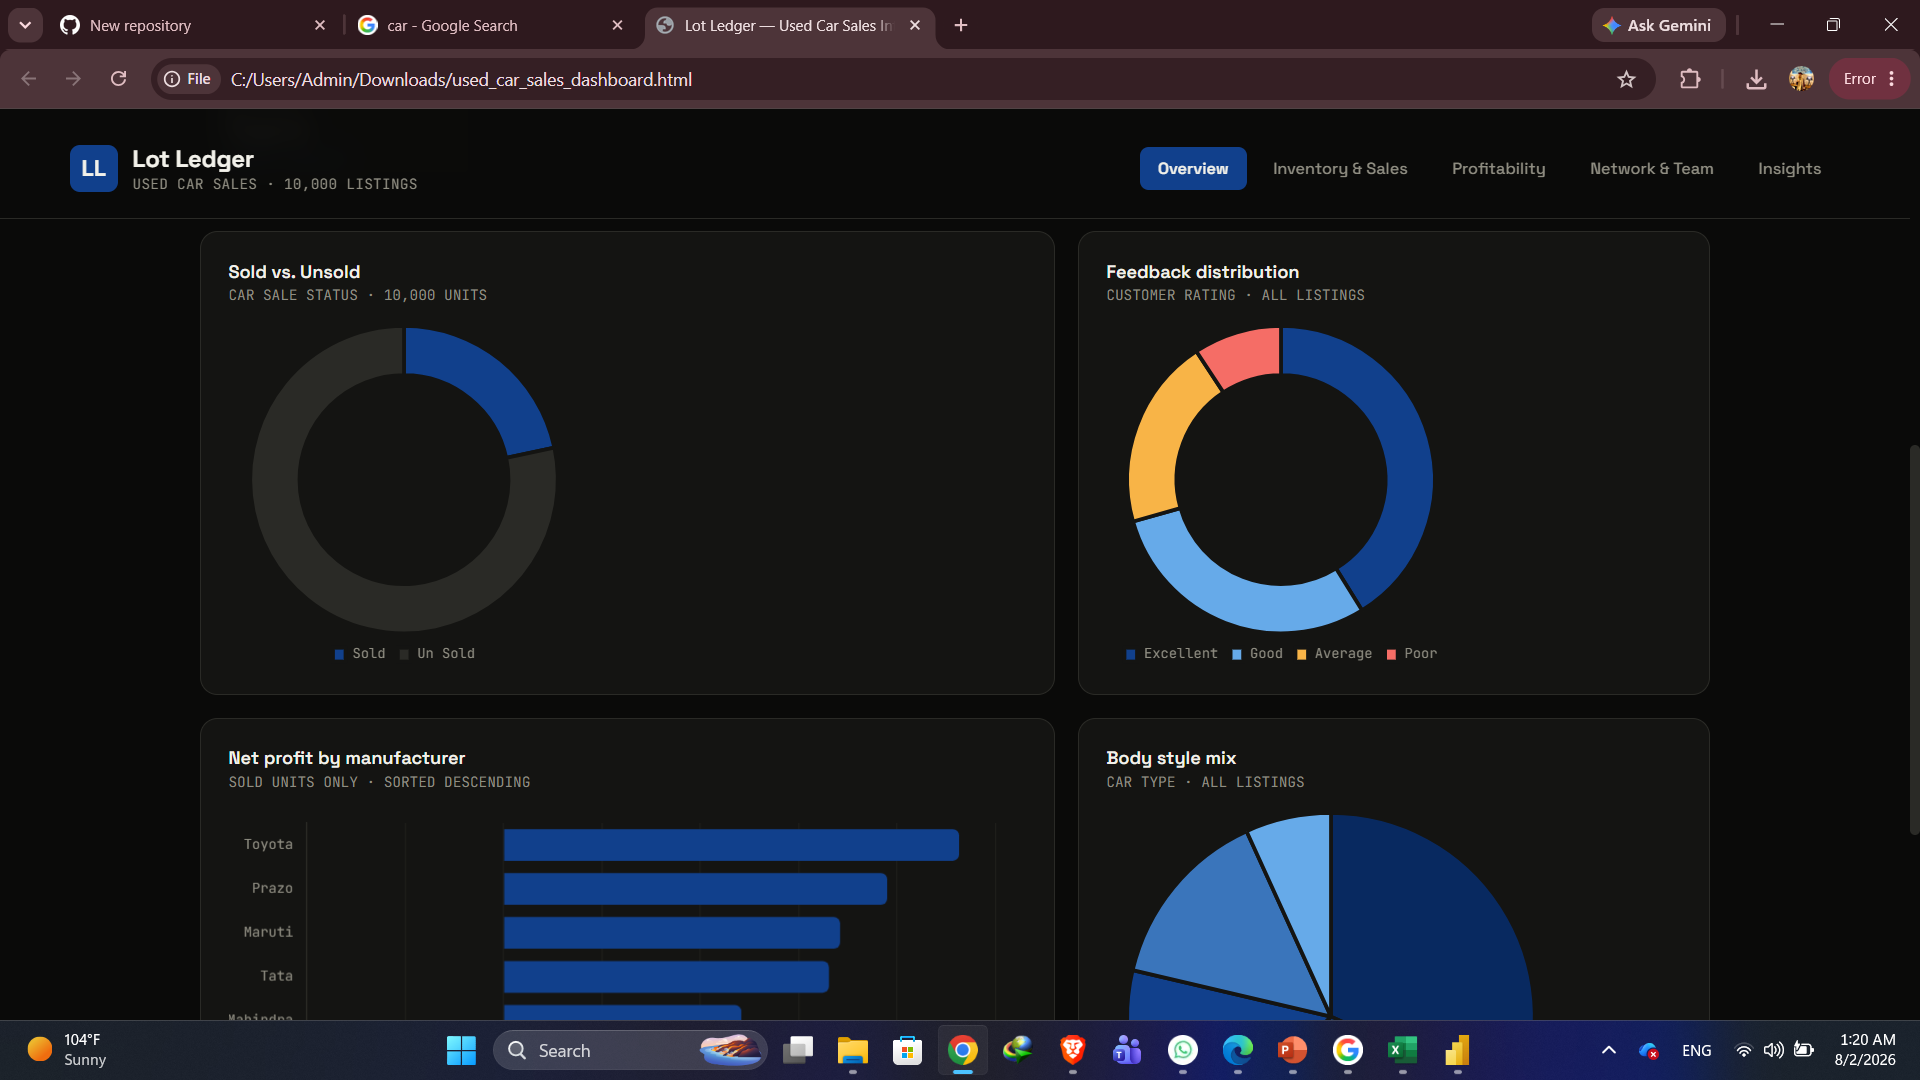 New repository
car - Google Search
Lot Ledger — Used Car Sales In
Ask Gemini
File
C:/Users/Admin/Downloads/used_car_sales_dashboard.html
Error
LL
Lot Ledger
USED CAR SALES · 10,000 LISTINGS
Overview
Inventory & Sales
Profitability
Network & Team
Insights
Sold vs. Unsold
CAR SALE STATUS · 10,000 UNITS
Sold
Un Sold
Feedback distribution
CUSTOMER RATING · ALL LISTINGS
Excellent
Good
Average
Poor
Net profit by manufacturer
SOLD UNITS ONLY · SORTED DESCENDING
Toyota
Prazo
Maruti
Tata
Mahindra
Body style mix
CAR TYPE · ALL LISTINGS
104°F
Sunny
Search
ENG
1:20 AM
8/2/2026